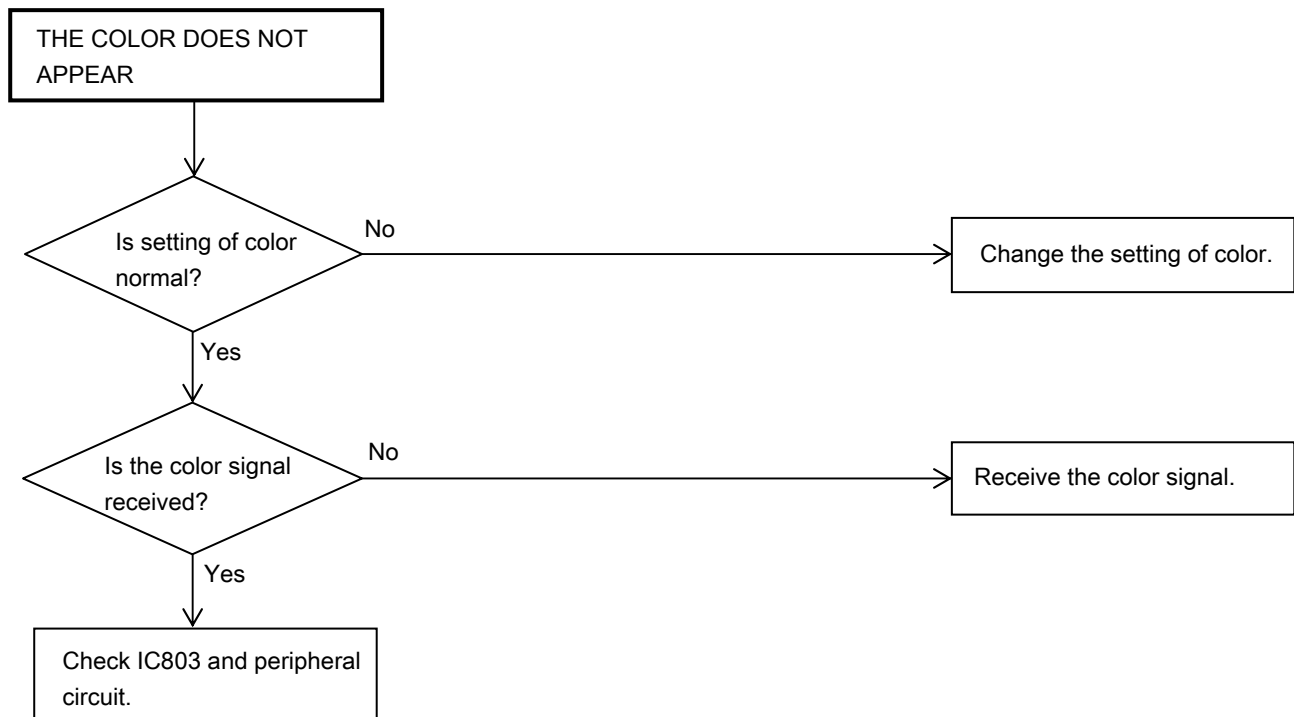 THE COLOR DOES NOT
APPEAR
Is setting of color
normal?
No
Change the setting of color.
Yes
Is the color signal
received?
No
Receive the color signal.
Yes
Check IC803 and peripheral
circuit.